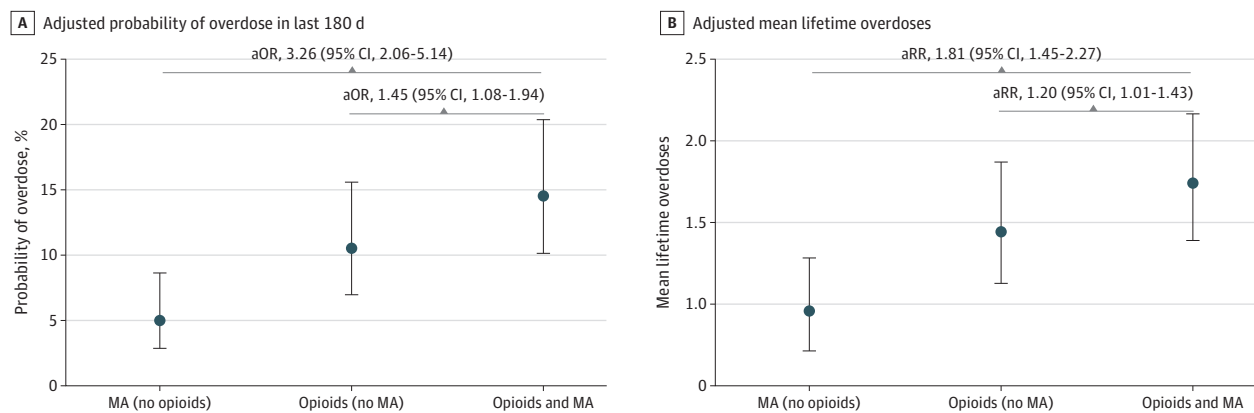 A Adjusted probability of overdose in last 180 d
25
20
15
10
5
0
Probability of overdose, %
aOR, 3.26 (95% CI, 2.06-5.14)
aOR, 1.45 (95% CI, 1.08-1.94)
MA (no opioids)
Opioids (no MA)
Opioids and MA
B Adjusted mean lifetime overdoses
2.5
2.0
1.5
1.0
0
Mean lifetime overdoses
aRR, 1.81 (95% CI, 1.45-2.27)
aRR, 1.20 (95% CI, 1.01-1.43)
MA (no opioids)
Opioids (no MA)
Opioids and MA